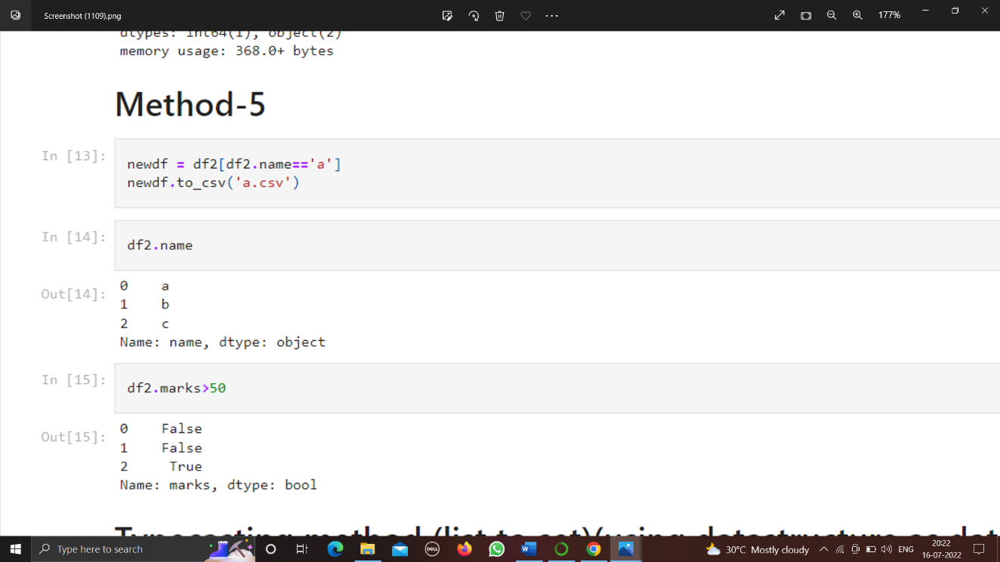 Screenshot (1109).png
177%
dtypes: int64(1), object(2)
memory usage: 368.0+ bytes
Method-5
In [13]:
newdf = df2[df2.name=='a']
newdf.to_csv('a.csv')
In [14]:
df2.name
Out[14]:
0 a
1 b
2 c
Name: name, dtype: object
In [15]:
df2.marks>50
Out[15]:
0 False
1 False
2 True
Name: marks, dtype: bool
Typecasting method (list to set)(using datastructure as dat
Type here to search
DELL
30°C Mostly cloudy
ENG
20:22
16-07-2022